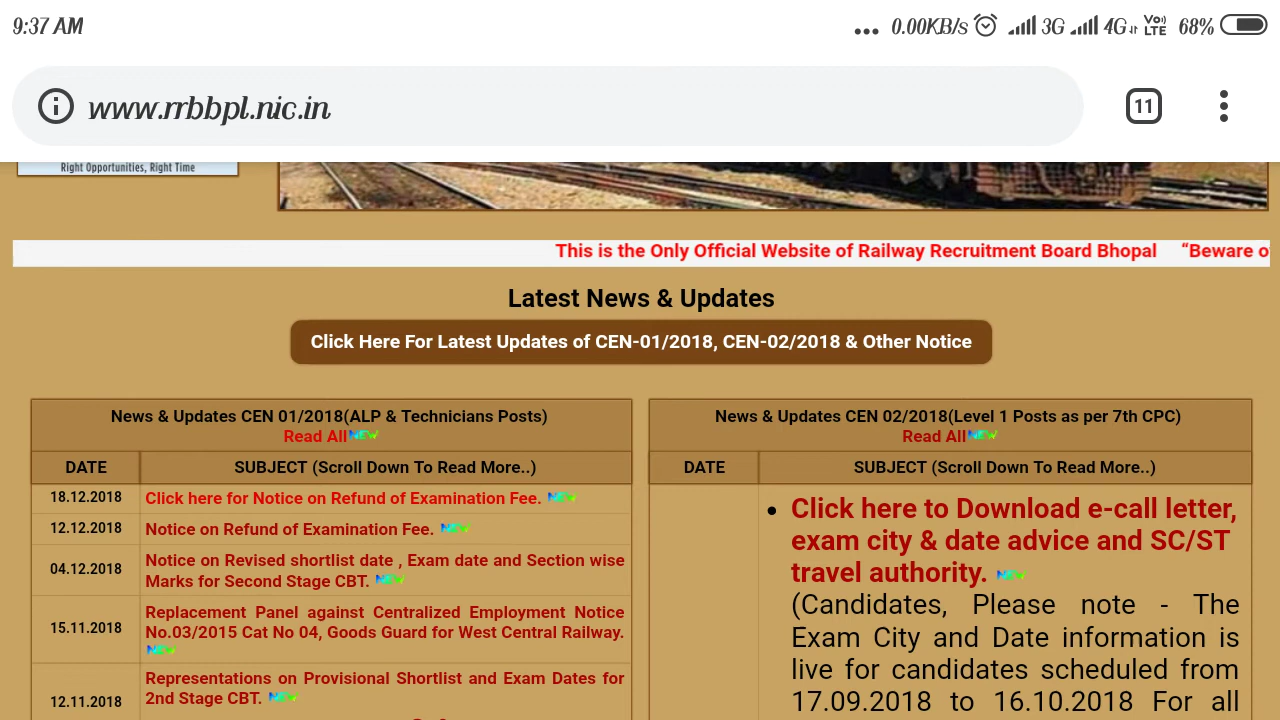 9:37 AM
... 0.00KB/s 3G 4G Vo)) LTE 68%
www.rrbbpl.nic.in
11
Right Opportunities, Right Time
This is the Only Official Website of Railway Recruitment Board Bhopal “Beware o
Latest News & Updates
Click Here For Latest Updates of CEN-01/2018, CEN-02/2018 & Other Notice
News & Updates CEN 01/2018(ALP & Technicians Posts)
Read All NEW
DATE SUBJECT (Scroll Down To Read More..)
18.12.2018 Click here for Notice on Refund of Examination Fee. NEW
12.12.2018 Notice on Refund of Examination Fee. NEW
04.12.2018 Notice on Revised shortlist date , Exam date and Section wise
Marks for Second Stage CBT. NEW
15.11.2018 Replacement Panel against Centralized Employment Notice
No.03/2015 Cat No 04, Goods Guard for West Central Railway.
NEW
12.11.2018 Representations on Provisional Shortlist and Exam Dates for
2nd Stage CBT. NEW
News & Updates CEN 02/2018(Level 1 Posts as per 7th CPC)
Read All NEW
DATE SUBJECT (Scroll Down To Read More..)
• Click here to Download e-call letter,
exam city & date advice and SC/ST
travel authority. NEW
(Candidates, Please note - The
Exam City and Date information is
live for candidates scheduled from
17.09.2018 to 16.10.2018 For all